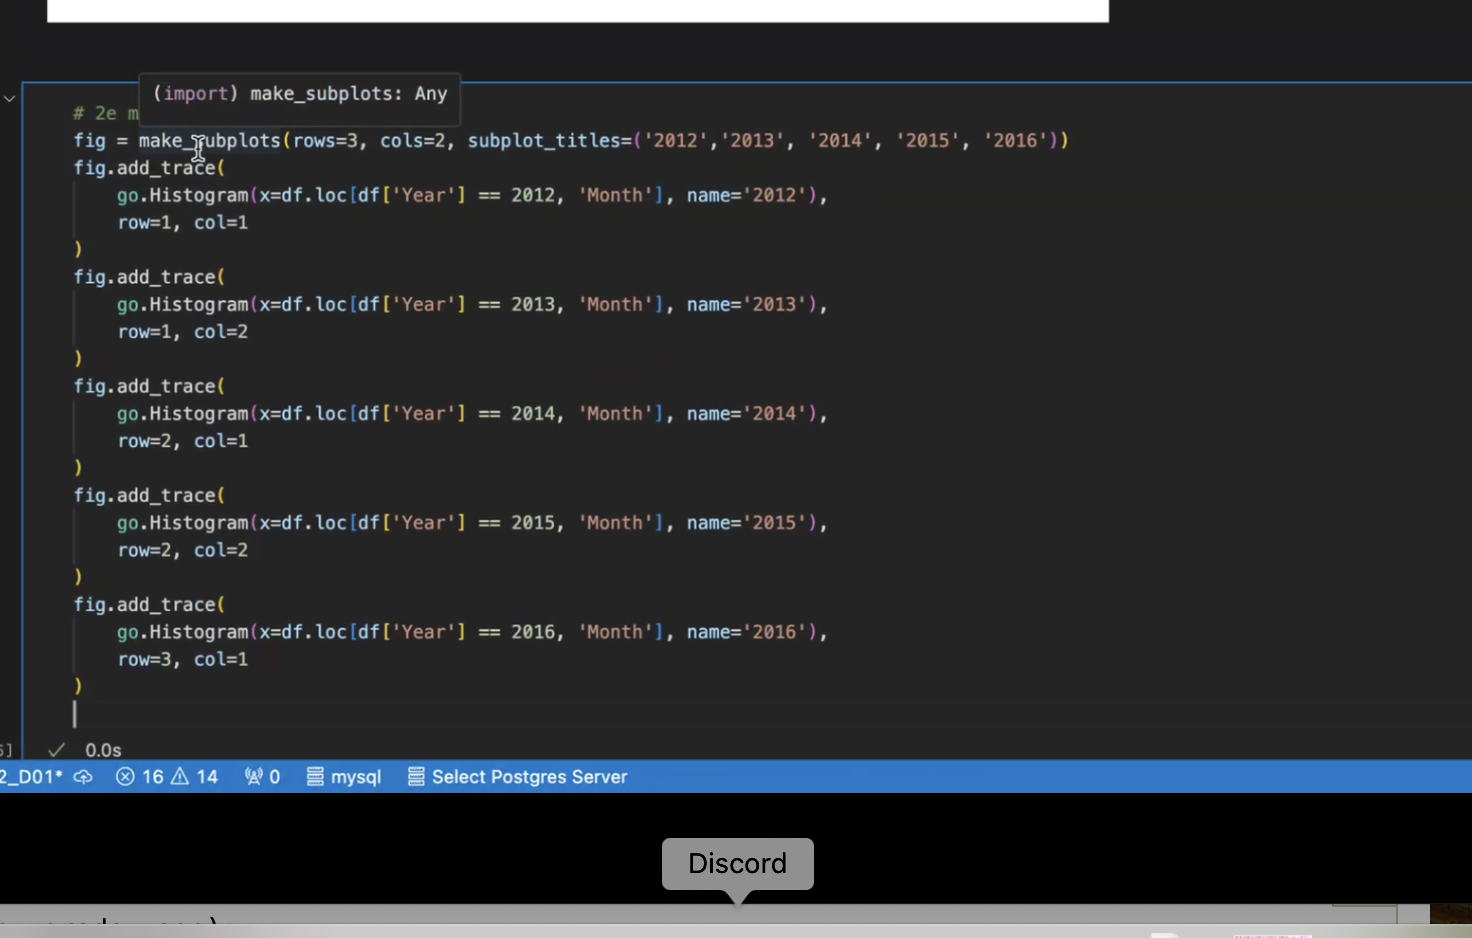 (import) make_subplots: Any
# 2e m
fig = make_subplots(rows=3, cols=2, subplot_titles=('2012','2013', '2014', '2015', '2016'))
fig.add_trace(
go.Histogram(x=df.loc[df['Year'] == 2012, 'Month'], name='2012'),
row=1, col=1
)
fig.add_trace(
go.Histogram(x=df.loc[df['Year'] == 2013, 'Month'], name='2013'),
row=1, col=2
)
fig.add_trace(
go.Histogram(x=df.loc[df['Year'] == 2014, 'Month'], name='2014'),
row=2, col=1
)
fig.add_trace(
go.Histogram(x=df.loc[df['Year'] == 2015, 'Month'], name='2015'),
row=2, col=2
)
fig.add_trace(
go.Histogram(x=df.loc[df['Year'] == 2016, 'Month'], name='2016'),
row=3, col=1
)
] 0.0s
2_D01* 16 14 0 mysql Select Postgres Server
Discord